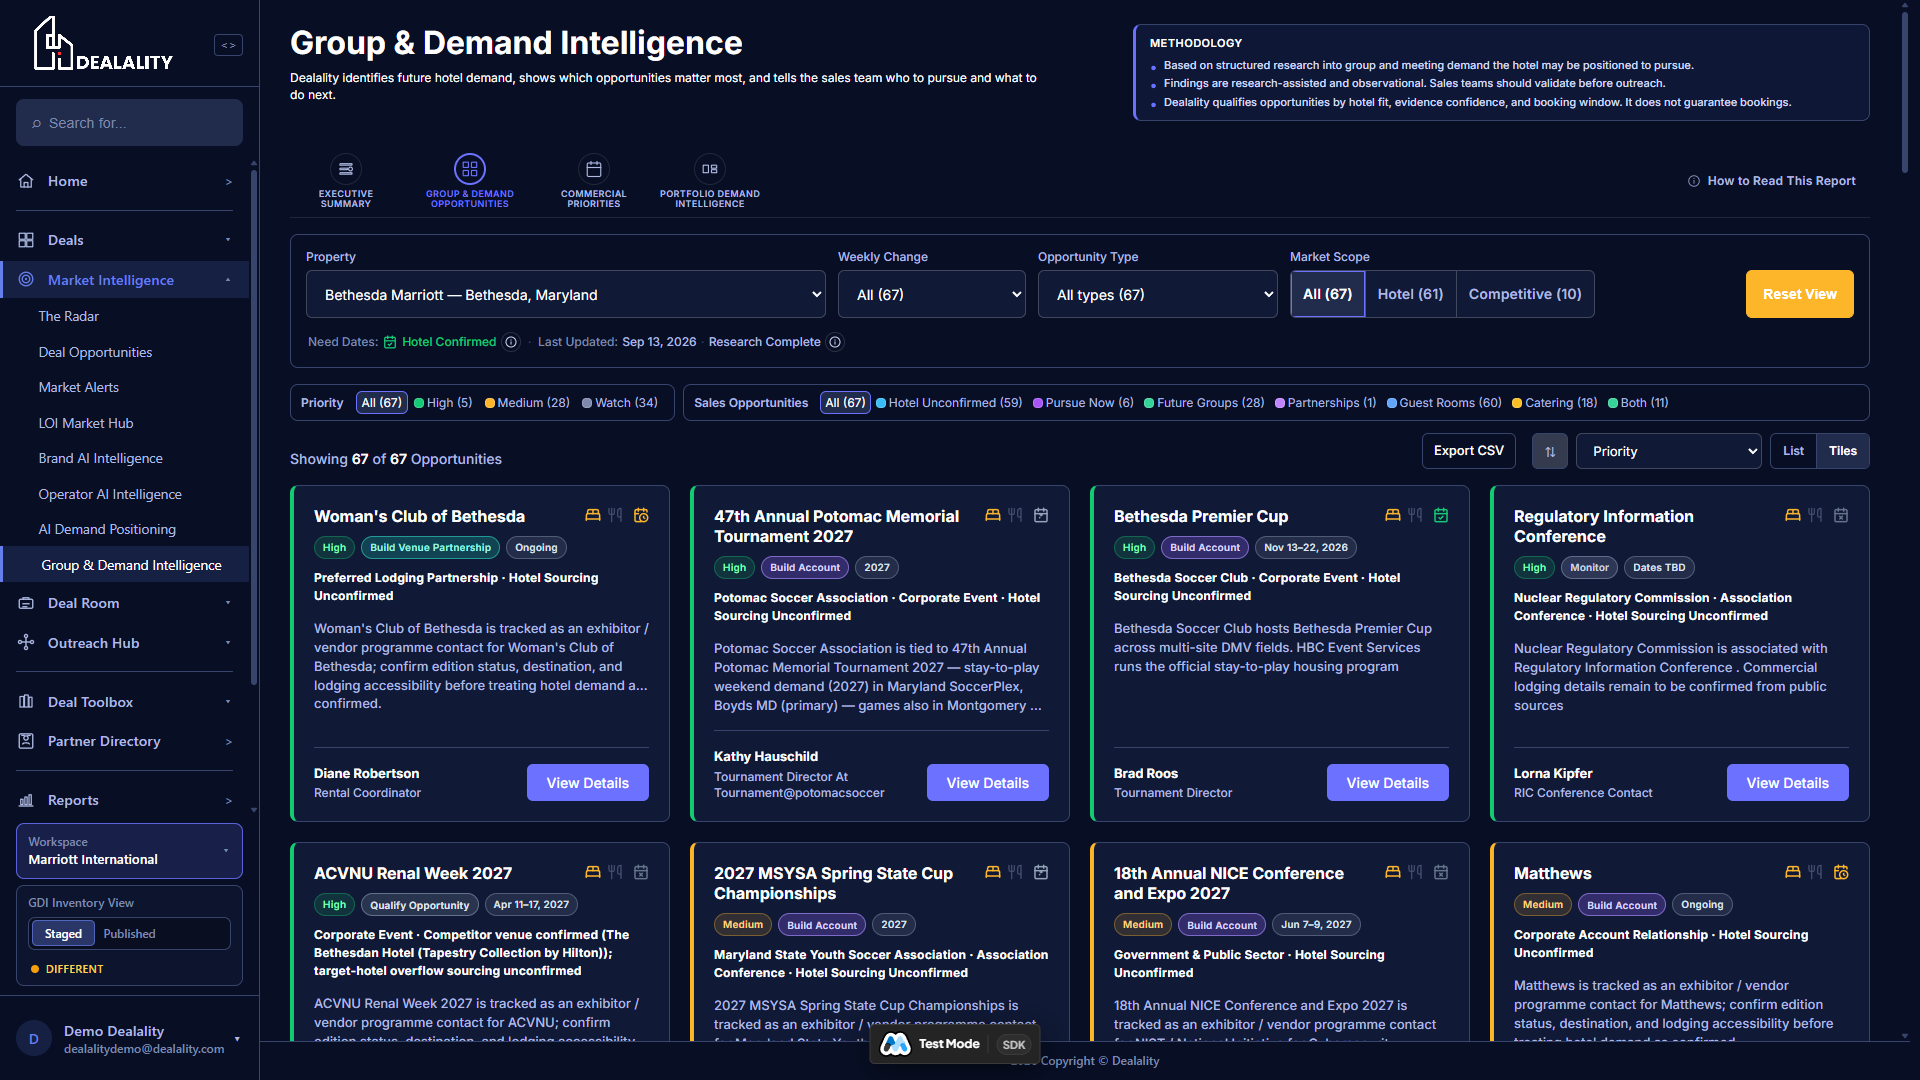 DEALALITY
<>
Search for...
Home
Deals
Market Intelligence
The Radar
Deal Opportunities
Market Alerts
LOI Market Hub
Brand AI Intelligence
Operator AI Intelligence
AI Demand Positioning
Group & Demand Intelligence
Deal Room
Outreach Hub
Deal Toolbox
Partner Directory
Reports
Workspace
Marriott International
GDI Inventory View
Staged Published
DIFFERENT
D
Demo Dealality
dealalitydemo@dealality.com
Group & Demand Intelligence
Dealality identifies future hotel demand, shows which opportunities matter most, and tells the sales team who to pursue and what to
do next.
METHODOLOGY
Based on structured research into group and meeting demand the hotel may be positioned to pursue.
Findings are research-assisted and observational. Sales teams should validate before outreach.
Dealality qualifies opportunities by hotel fit, evidence confidence, and booking window. It does not guarantee bookings.
EXECUTIVE
SUMMARY
GROUP & DEMAND
OPPORTUNITIES
COMMERCIAL
PRIORITIES
PORTFOLIO DEMAND
INTELLIGENCE
How to Read This Report
Property
Bethesda Marriott — Bethesda, Maryland
Weekly Change
All (67)
Opportunity Type
All types (67)
Market Scope
All (67) Hotel (61) Competitive (10)
Reset View
Need Dates: Hotel Confirmed · Last Updated: Sep 13, 2026 · Research Complete
Priority All (67) High (5) Medium (28) Watch (34)
Sales Opportunities All (67) Hotel Unconfirmed (59) Pursue Now (6) Future Groups (28) Partnerships (1) Guest Rooms (60) Catering (18) Both (11)
Showing 67 of 67 Opportunities
Export CSV
Priority
List Tiles
Woman's Club of Bethesda
High Build Venue Partnership Ongoing
Preferred Lodging Partnership · Hotel Sourcing
Unconfirmed
Woman's Club of Bethesda is tracked as an exhibitor /
vendor programme contact for Woman's Club of
Bethesda; confirm edition status, destination, and
lodging accessibility before treating hotel demand a...
confirmed.
Diane Robertson
Rental Coordinator
View Details
47th Annual Potomac Memorial
Tournament 2027
High Build Account 2027
Potomac Soccer Association · Corporate Event · Hotel
Sourcing Unconfirmed
Potomac Soccer Association is tied to 47th Annual
Potomac Memorial Tournament 2027 — stay-to-play
weekend demand (2027) in Maryland SoccerPlex,
Boyds MD (primary) — games also in Montgomery ...
Kathy Hauschild
Tournament Director At
Tournament@potomacsoccer
View Details
Bethesda Premier Cup
High Build Account Nov 13–22, 2026
Bethesda Soccer Club · Corporate Event · Hotel
Sourcing Unconfirmed
Bethesda Soccer Club hosts Bethesda Premier Cup
across multi-site DMV fields. HBC Event Services
runs the official stay-to-play housing program
Brad Roos
Tournament Director
View Details
Regulatory Information
Conference
High Monitor Dates TBD
Nuclear Regulatory Commission · Association
Conference · Hotel Sourcing Unconfirmed
Nuclear Regulatory Commission is associated with
Regulatory Information Conference . Commercial
lodging details remain to be confirmed from public
sources
Lorna Kipfer
RIC Conference Contact
View Details
ACVNU Renal Week 2027
High Qualify Opportunity Apr 11–17, 2027
Corporate Event · Competitor venue confirmed (The
Bethesdan Hotel (Tapestry Collection by Hilton));
target-hotel overflow sourcing unconfirmed
ACVNU Renal Week 2027 is tracked as an exhibitor /
vendor programme contact for ACVNU; confirm
edition status, destination, and lodging accessibility
2027 MSYSA Spring State Cup
Championships
Medium Build Account 2027
Maryland State Youth Soccer Association · Association
Conference · Hotel Sourcing Unconfirmed
2027 MSYSA Spring State Cup Championships is
tracked as an exhibitor / vendor programme contact
18th Annual NICE Conference
and Expo 2027
Medium Build Account Jun 7–9, 2027
Government & Public Sector · Hotel Sourcing
Unconfirmed
18th Annual NICE Conference and Expo 2027 is
tracked as an exhibitor / vendor programme contact
Matthews
Medium Build Account Ongoing
Corporate Account Relationship · Hotel Sourcing
Unconfirmed
Matthews is tracked as an exhibitor / vendor
programme contact for Matthews; confirm edition
status, destination, and lodging accessibility before
treating hotel demand as confirmed
Test Mode SDK
Copyright © Dealality